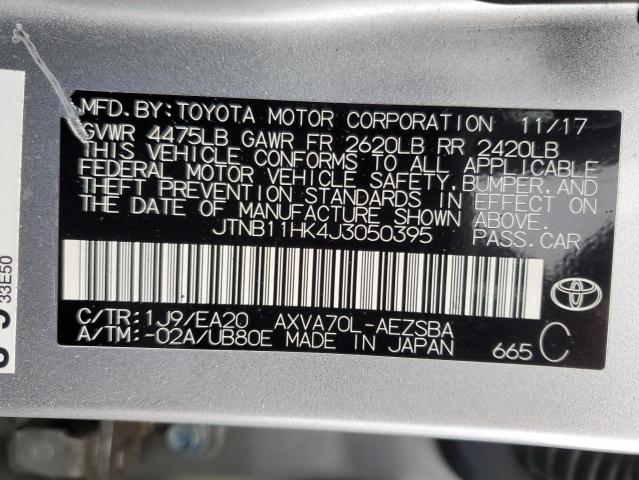 MFD.BY:TOYOTA MOTOR CORPORATION 11/17
GVWR 4475LB GAWR FR 2620LB RR 2420LB
THIS VEHICLE CONFORMS TO ALL APPLICABLE
FEDERAL MOTOR VEHICLE SAFETY, BUMPER, AND
THEFT PREVENTION STANDARDS IN EFFECT ON
THE DATE OF MANUFACTURE SHOWN ABOVE.
JTNB11HK4J3050395 PASS.CAR
C/TR:1J9/EA20 AXVA70L-AEZSBA
A/TM:-02A/UB80E MADE IN JAPAN 665 C
33E50